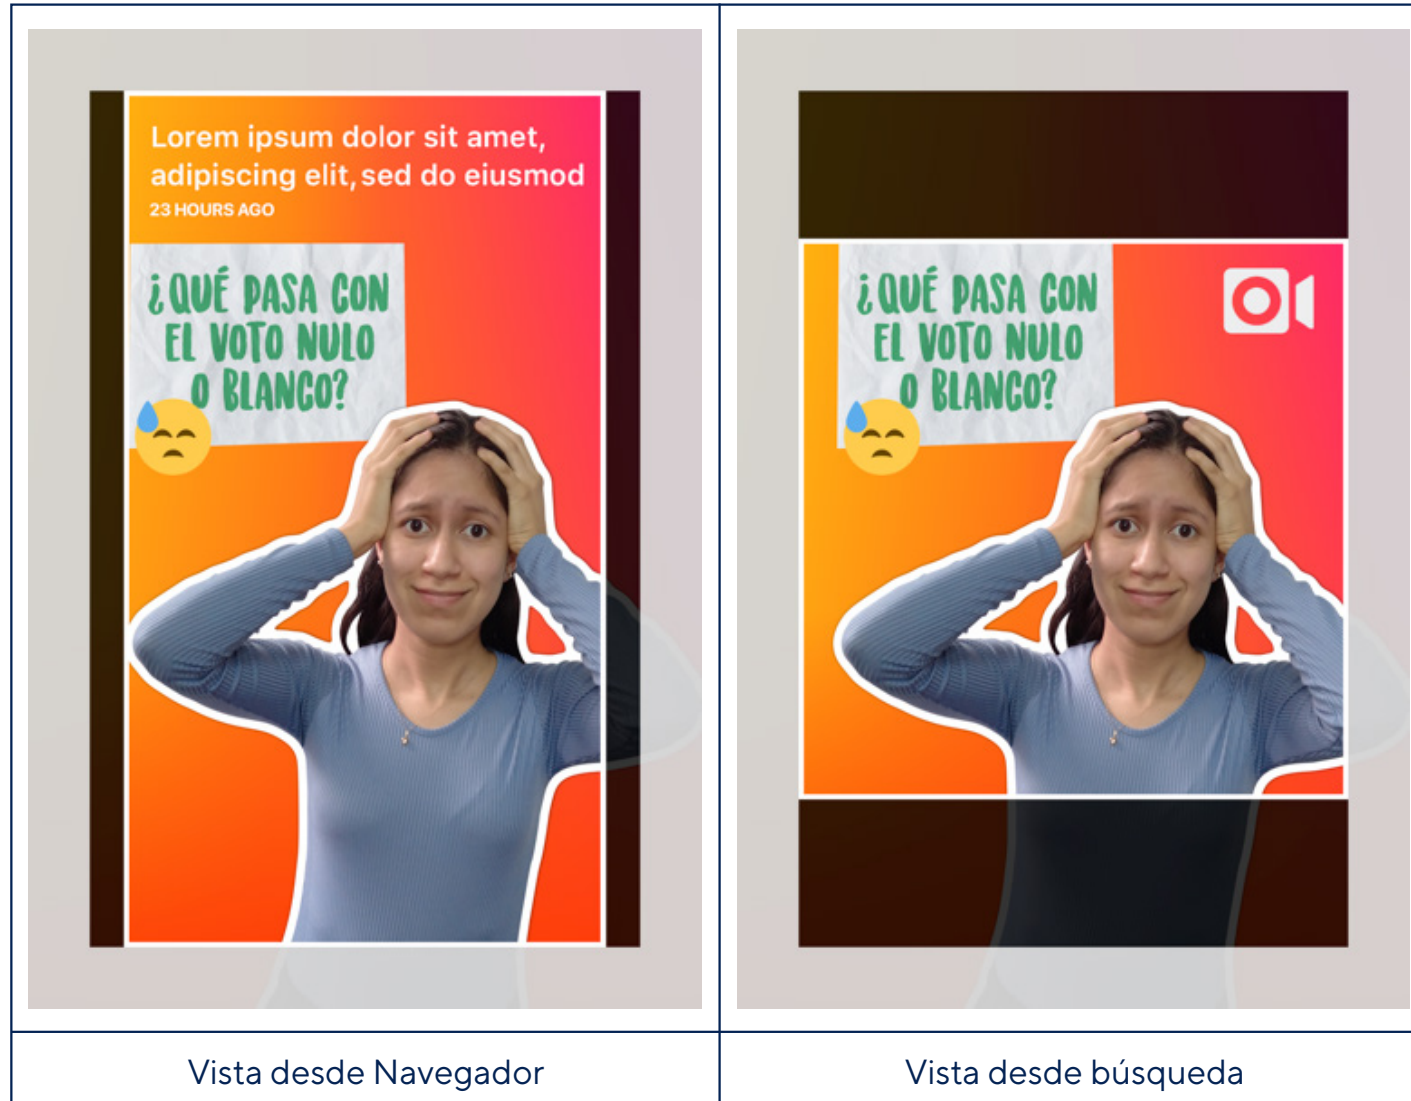 Lorem ipsum dolor sit amet,
adipiscing elit, sed do eiusmod
23 HOURS AGO
¿QUÉ PASA CON
EL VOTO NULO
O BLANCO?
¿QUÉ PASA CON
EL VOTO NULO
O BLANCO?
Vista desde Navegador
Vista desde búsqueda